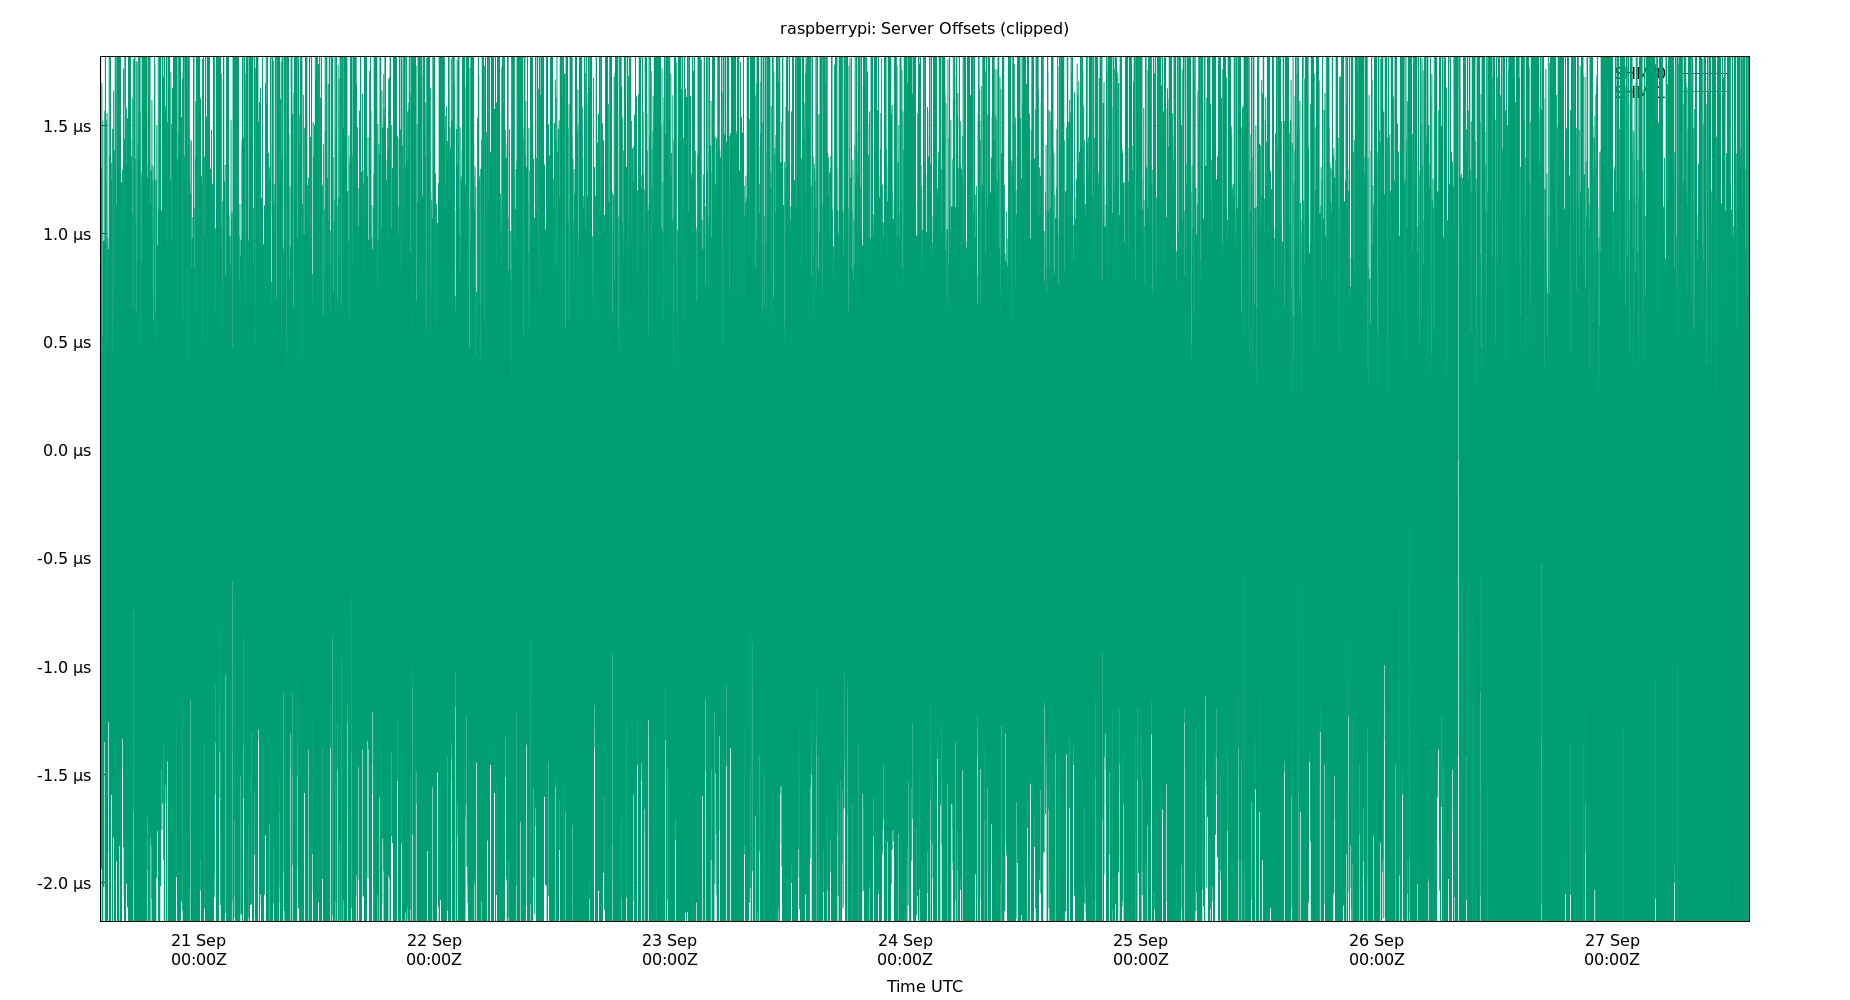 raspberrypi: Server Offsets (clipped)
1.5 µs
1.0 µs
0.5 µs
0.0 µs
-0.5 µs
-1.0 µs
-1.5 µs
-2.0 µs
21 Sep 22 Sep 23 Sep 24 Sep 25 Sep 26 Sep 27 Sep
00:00Z 00:00Z 00:00Z 00:00Z 00:00Z 00:00Z 00:00Z
Time UTC